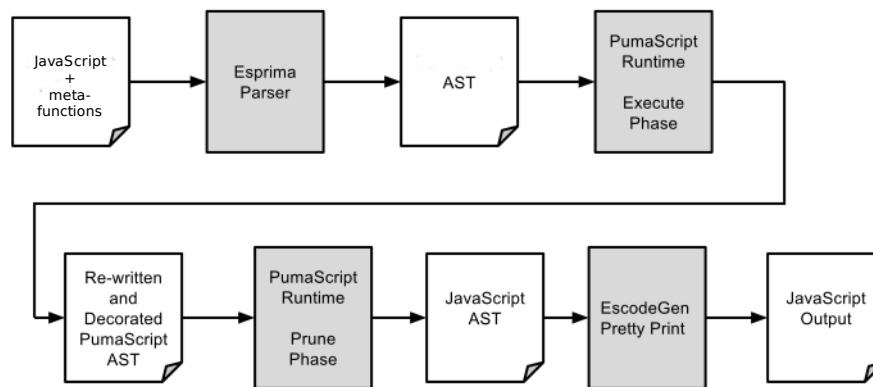 JavaScript
+
meta-
functions
Esprima
Parser
AST
PumaScript
Runtime
Execute
Phase
Re-written
and
Decorated
PumaScript
AST
PumaScript
Runtime
Prune
Phase
JavaScript
AST
EscodeGen
Pretty Print
JavaScript
Output